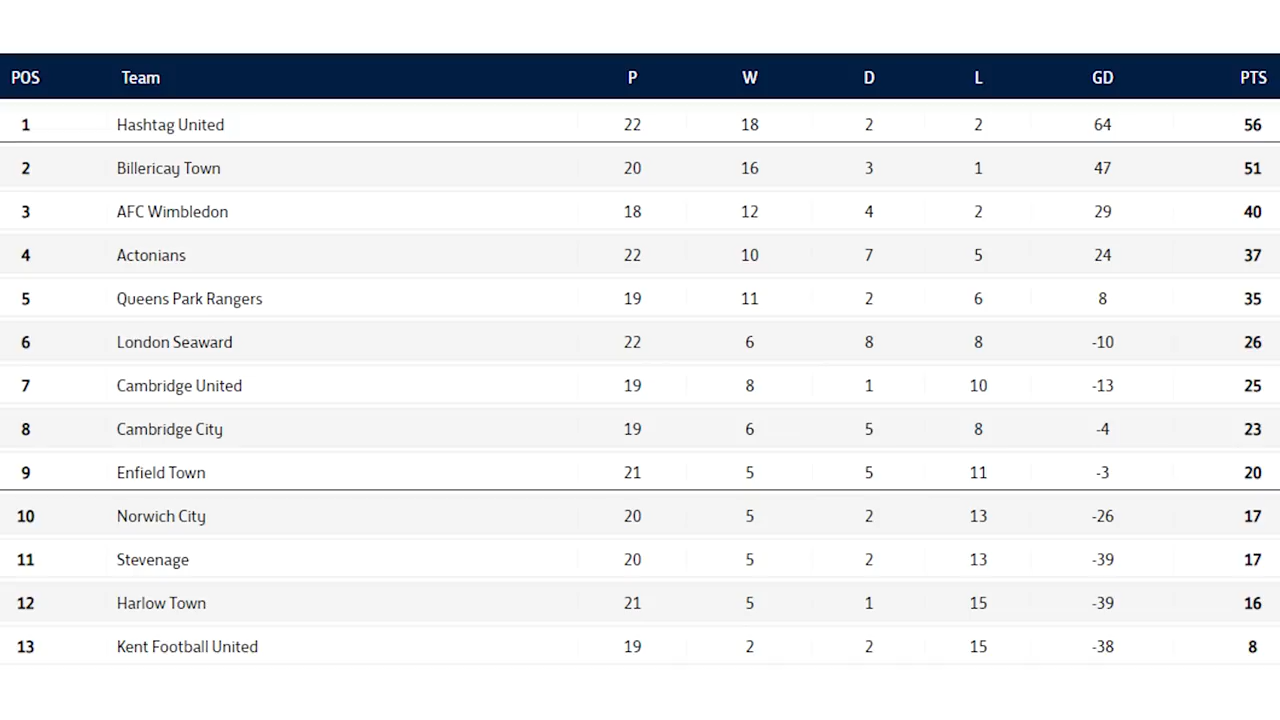 POS Team P W D L GD PTS
1 Hashtag United 22 18 2 2 64 56
2 Billericay Town 20 16 3 1 47 51
3 AFC Wimbledon 18 12 4 2 29 40
4 Actonians 22 10 7 5 24 37
5 Queens Park Rangers 19 11 2 6 8 35
6 London Seaward 22 6 8 8 -10 26
7 Cambridge United 19 8 1 10 -13 25
8 Cambridge City 19 6 5 8 -4 23
9 Enfield Town 21 5 5 11 -3 20
10 Norwich City 20 5 2 13 -26 17
11 Stevenage 20 5 2 13 -39 17
12 Harlow Town 21 5 1 15 -39 16
13 Kent Football United 19 2 2 15 -38 8